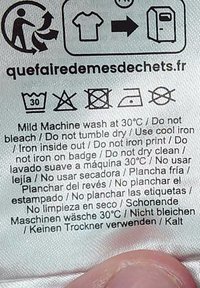 quefairedemesdechets.fr
30
Mild Machine wash at 30°C / Do not
bleach / Do not tumble dry / Use cool iron
/ Iron inside out / Do not iron print / Do
not iron on badge / Do not dry clean /
lavado suave a máquina 30°C / No usar
lejía / No usar secadora / Plancha fría /
Planchar del revés / No planchar el
estampado / No planchar las etiquetas /
No limpieza en seco / Schonende
Maschinen wäsche 30°C / Nicht bleichen
/ Keinen Trockner verwenden / Kalt